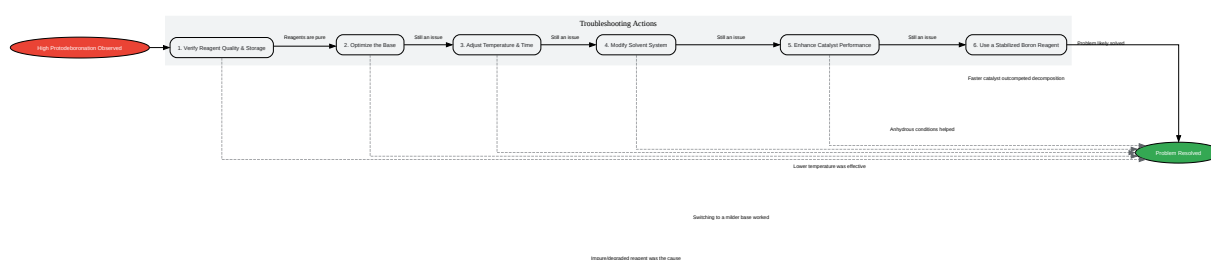 Troubleshooting Actions
High Protodeboronation Observed
1. Verify Reagent Quality & Storage
Reagents are pure
2. Optimize the Base
Still an issue
3. Adjust Temperature & Time
Still an issue
4. Modify Solvent System
Still an issue
5. Enhance Catalyst Performance
Still an issue
6. Use a Stabilized Boron Reagent
Problem likely solved
Faster catalyst outcompeted decomposition
Anhydrous conditions helped
Problem Resolved
Lower temperature was effective
Switching to a milder base worked
Impure/degraded reagent was the cause